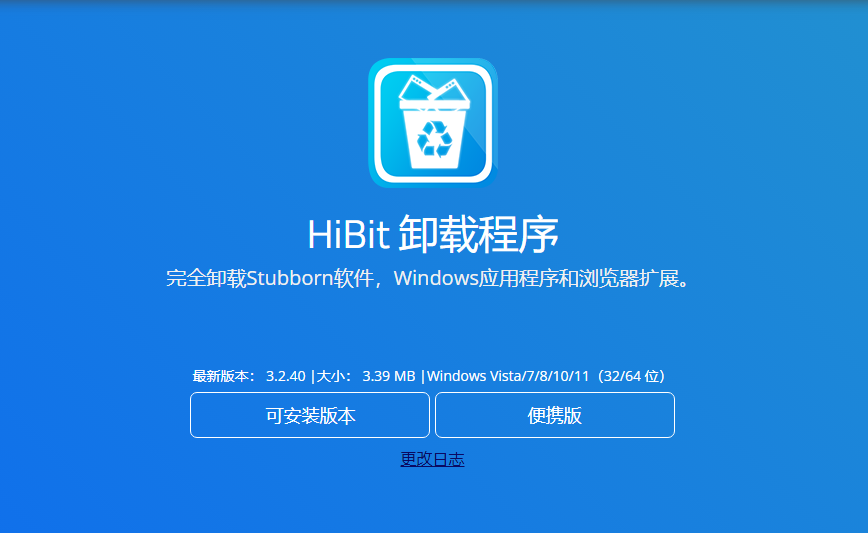 HiBit 卸载程序
完全卸载Stubborn软件，Windows应用程序和浏览器扩展。
最新版本： 3.2.40 |大小： 3.39 MB |Windows Vista/7/8/10/11（32/64 位）
可安装版本
便携版
更改日志